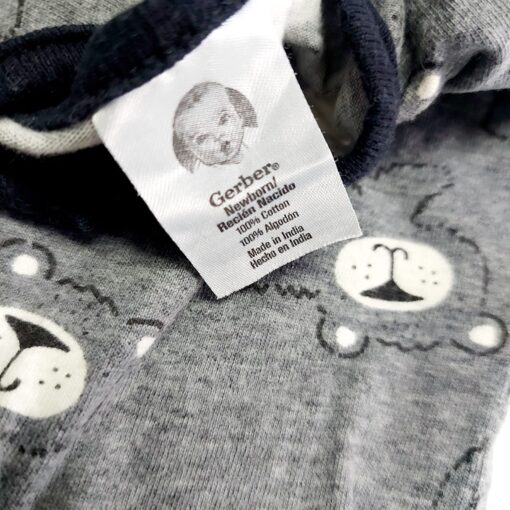 Gerber®
Newborn/
Recién Nacido
100% Cotton
100% Algodón
Made in India
Hecho en India